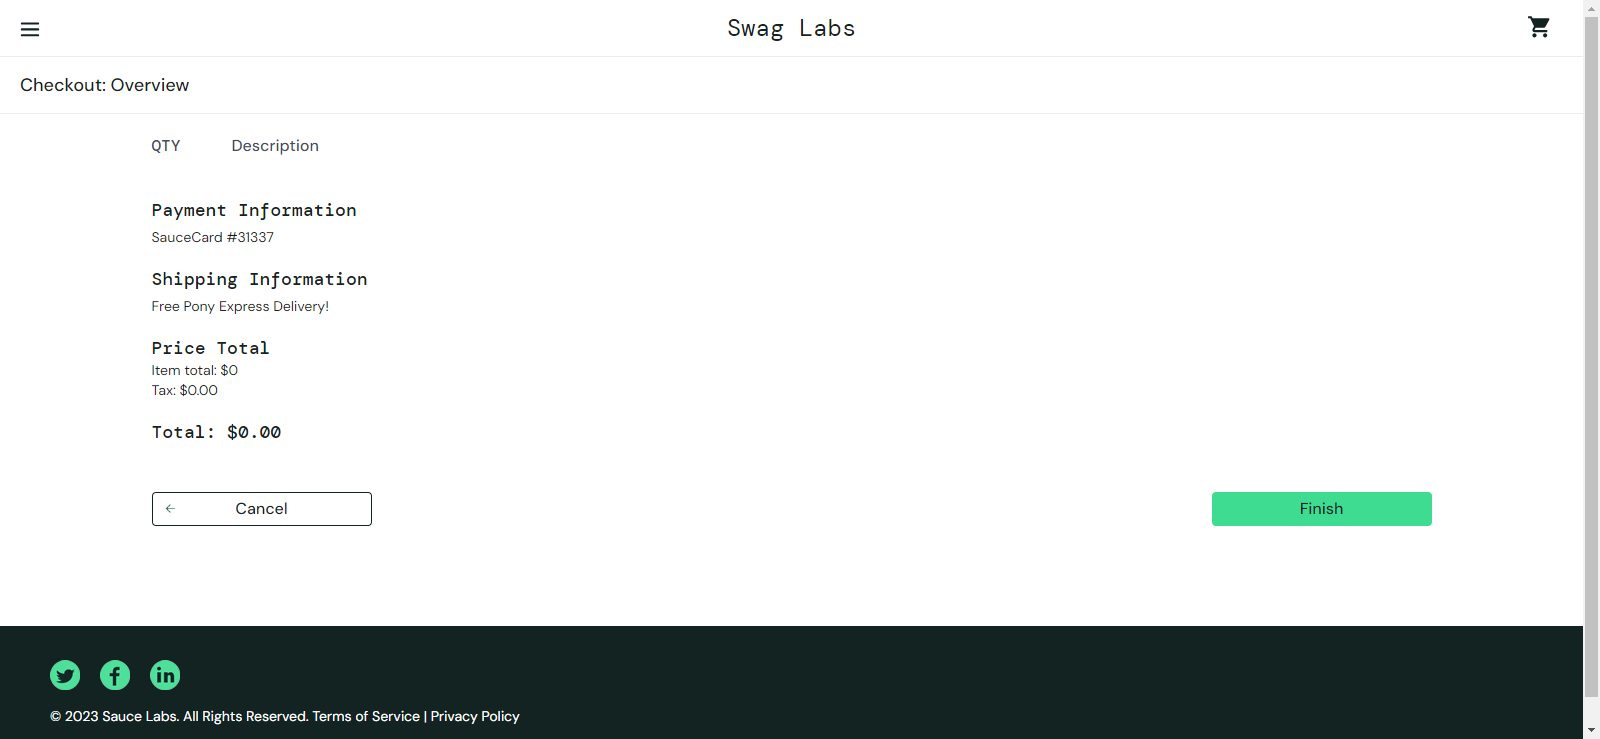 Swag Labs
Checkout: Overview
QTY Description
Payment Information
SauceCard #31337
Shipping Information
Free Pony Express Delivery!
Price Total
Item total: $0
Tax: $0.00
Total: $0.00
Cancel Finish
© 2023 Sauce Labs. All Rights Reserved. Terms of Service | Privacy Policy